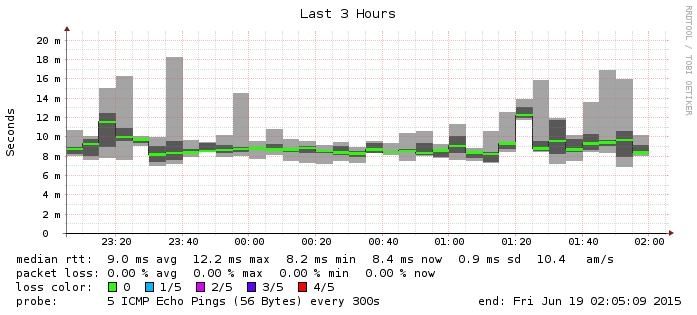 Last 3 Hours
RRDTOOL / TOBI OETIKER
Seconds
20 m
18 m
16 m
14 m
12 m
10 m
8 m
6 m
4 m
2 m
0
23:20 23:40 00:00 00:20 00:40 01:00 01:20 01:40 02:00
median rtt: 9.0 ms avg 12.2 ms max 8.2 ms min 8.4 ms now 0.9 ms sd 10.4 am/s
packet loss: 0.00 % avg 0.00 % max 0.00 % min 0.00 % now
loss color: 0 1/5 2/5 3/5 4/5
probe: 5 ICMP Echo Pings (56 Bytes) every 300s end: Fri Jun 19 02:05:09 2015